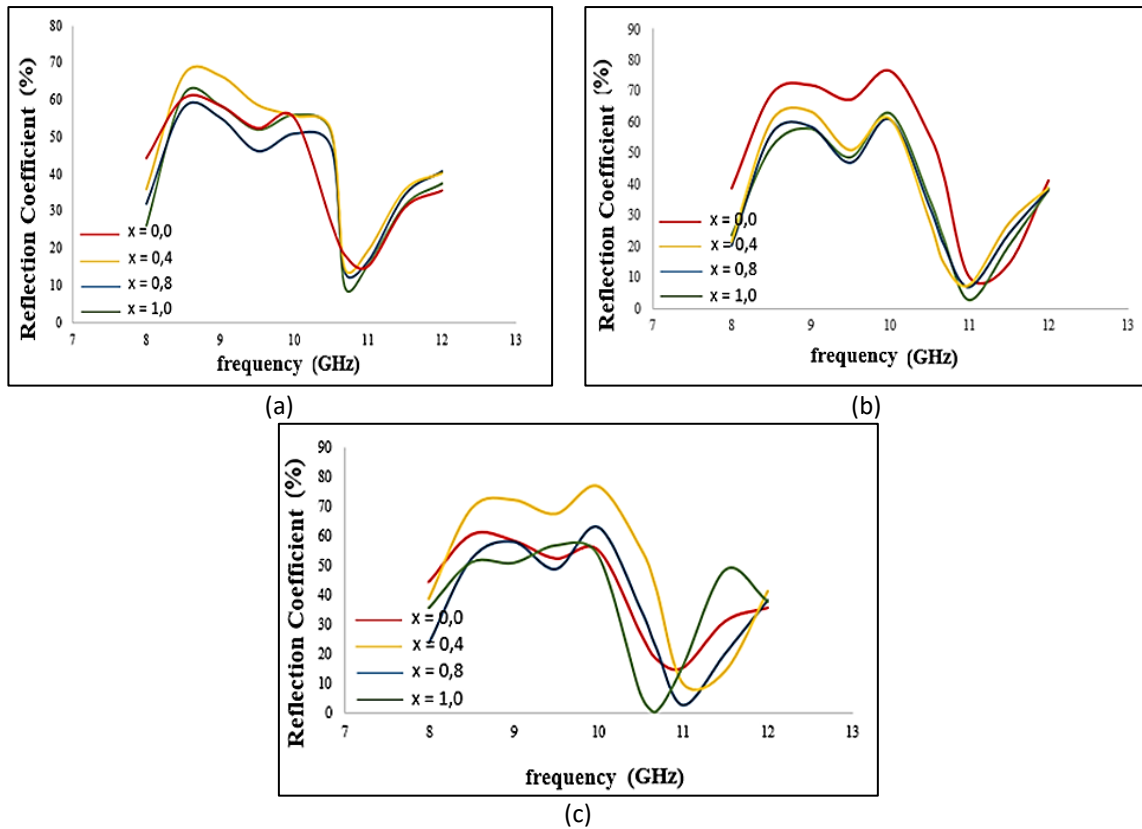 Reflection Coefficient (%)
80
70
60
50
40
30
20
10
0
x = 0,0
x = 0,4
x = 0,8
x = 1,0
7 8 9 10 11 12 13
frequency (GHz)
(a)
Reflection Coefficient (%)
90
80
70
60
50
40
30
20
10
0
x = 0,0
x = 0,4
x = 0,8
x = 1,0
7 8 9 10 11 12 13
frequency (GHz)
(b)
Reflection Coefficient (%)
90
80
70
60
50
40
30
20
10
0
x = 0,0
x = 0,4
x = 0,8
x = 1,0
7 8 9 10 11 12 13
frequency (GHz)
(c)